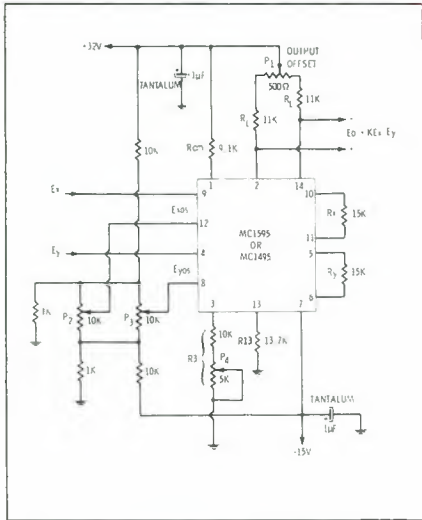 +32V
OUTPUT
P1 OFFSET
1µF
TANTALUM
500Ω
RL 11K
RL 11K
10K
Rcm 9.1K
Eo = KEx Ey
1 2 14
Ex 9 10
Rx 15K
Exos
12 11
MC1595
OR
MC1495
Ey 4 5
Ry 15K
Eyos
8 6
3 13 7
1K P2 10K P3 10K
10K R13 13.7K
R3 P4
5K
1K 10K
TANTALUM
1µF
-15V